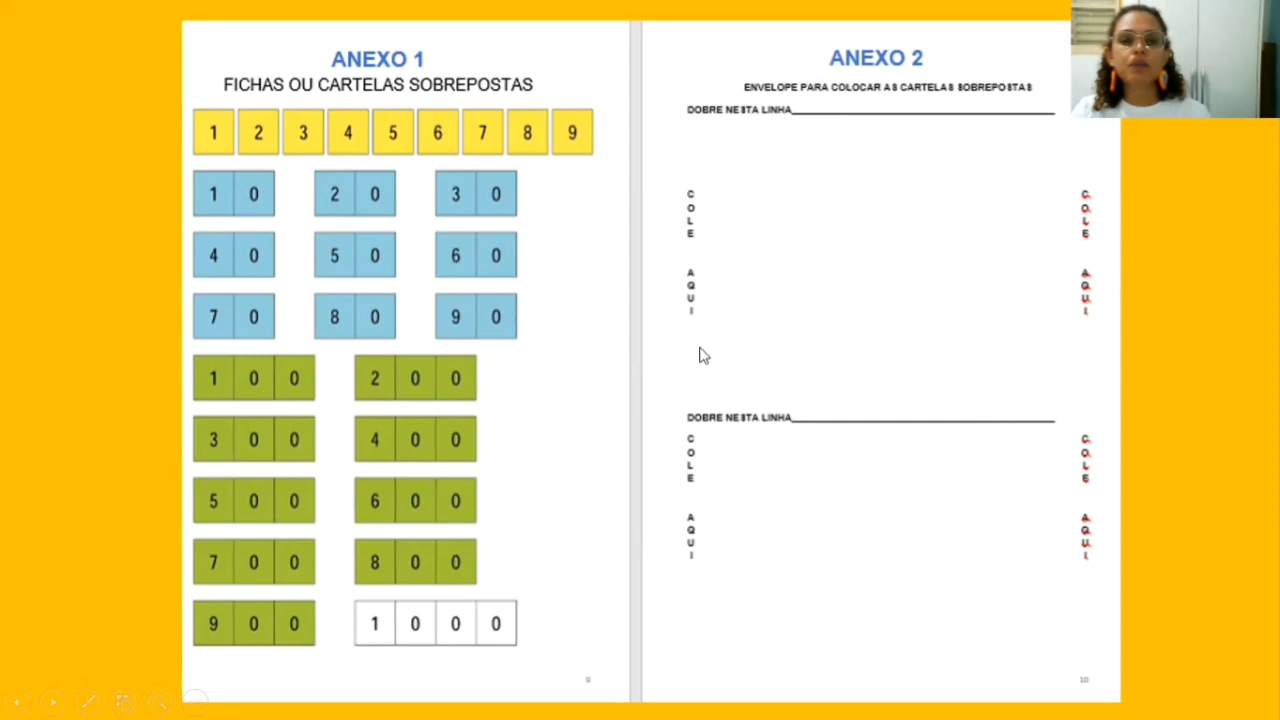 ANEXO 1
FICHAS OU CARTELAS SOBREPOSTAS
1 2 3 4 5 6 7 8 9
1 0 2 0 3 0
4 0 5 0 6 0
7 0 8 0 9 0
1 0 0 2 0 0
3 0 0 4 0 0
5 0 0 6 0 0
7 0 0 8 0 0
9 0 0 1 0 0 0
9
ANEXO 2
ENVELOPE PARA COLOCAR AS CARTELAS SOBREPOSTAS
DOBRE NESTA LINHA
C C
O O
L L
E E
A A
Q Q
U U
I I
DOBRE NESTA LINHA
C C
O O
L L
E E
A A
Q Q
U U
I I
10